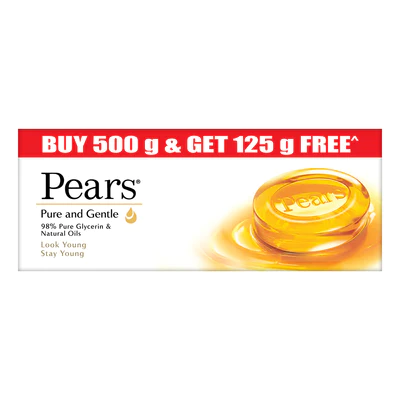 BUY 500 g & GET 125 g FREE^
Pears®
Pure and Gentle
98% Pure Glycerin &
Natural Oils
Look Young
Stay Young
Pears